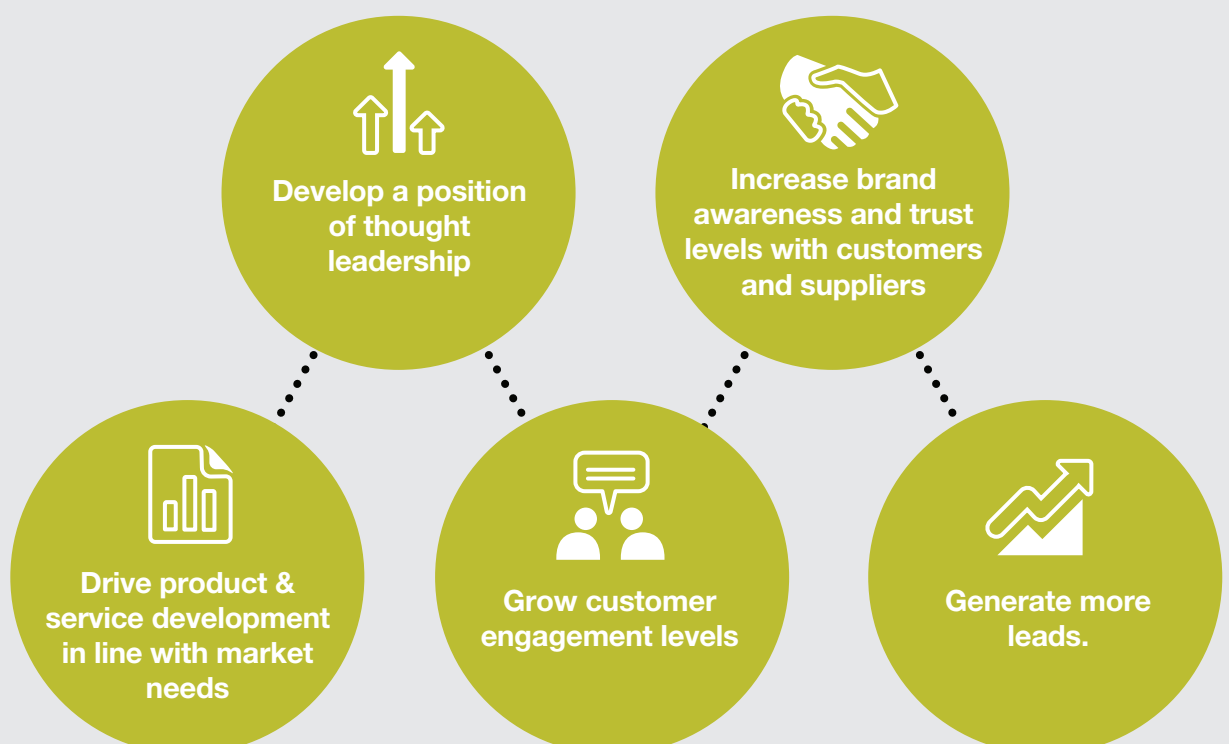 Develop a position
of thought
leadership
Increase brand
awareness and trust
levels with customers
and suppliers
Drive product &
service development
in line with market
needs
Grow customer
engagement levels
Generate more
leads.